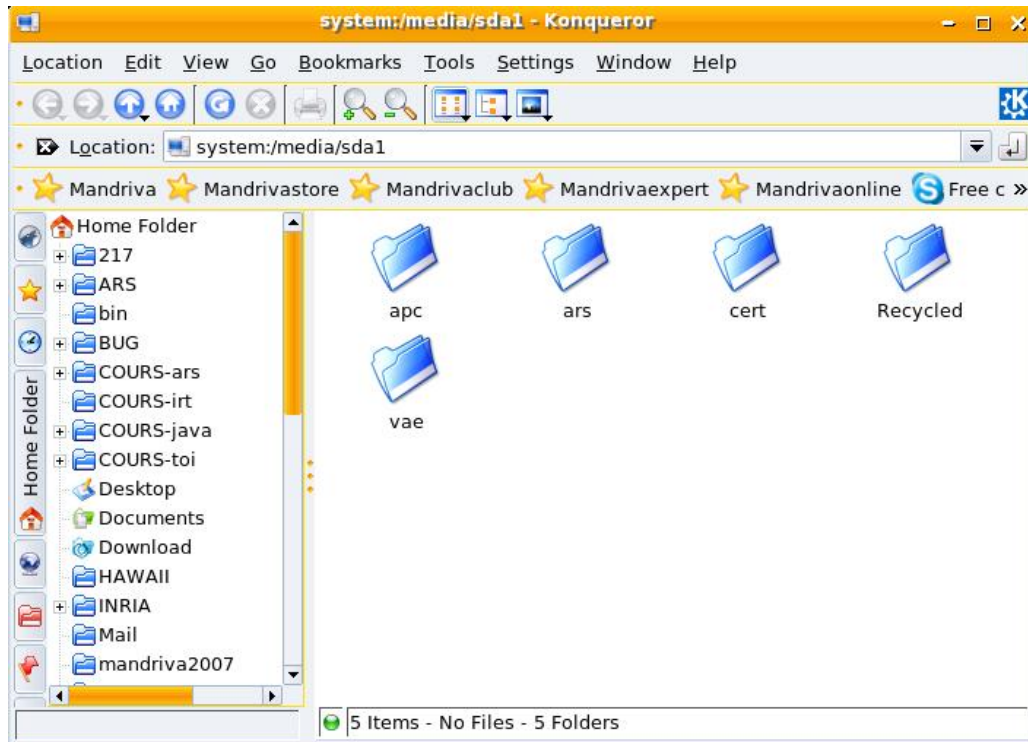 system:/media/sda1 - Konqueror
Location Edit View Go Bookmarks Tools Settings Window Help
Location: system:/media/sda1
Mandriva Mandrivastore Mandrivaclub Mandrivaexpert Mandrivaonline Free c »
Home Folder
Home Folder
217
ARS
bin
BUG
COURS-ars
COURS-irt
COURS-java
COURS-toi
Desktop
Documents
Download
HAWAII
INRIA
Mail
mandriva2007
apc ars cert Recycled
vae
5 Items - No Files - 5 Folders